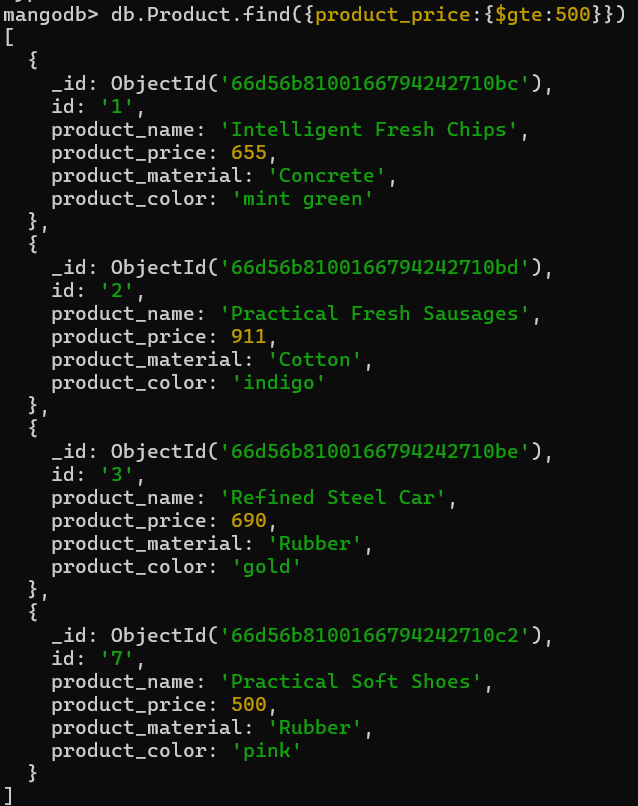 mangodb> db.Product.find({product_price:{$gte:500}})
[
  {
    _id: ObjectId('66d56b8100166794242710bc'),
    id: '1',
    product_name: 'Intelligent Fresh Chips',
    product_price: 655,
    product_material: 'Concrete',
    product_color: 'mint green'
  },
  {
    _id: ObjectId('66d56b8100166794242710bd'),
    id: '2',
    product_name: 'Practical Fresh Sausages',
    product_price: 911,
    product_material: 'Cotton',
    product_color: 'indigo'
  },
  {
    _id: ObjectId('66d56b8100166794242710be'),
    id: '3',
    product_name: 'Refined Steel Car',
    product_price: 690,
    product_material: 'Rubber',
    product_color: 'gold'
  },
  {
    _id: ObjectId('66d56b8100166794242710c2'),
    id: '7',
    product_name: 'Practical Soft Shoes',
    product_price: 500,
    product_material: 'Rubber',
    product_color: 'pink'
  }
]